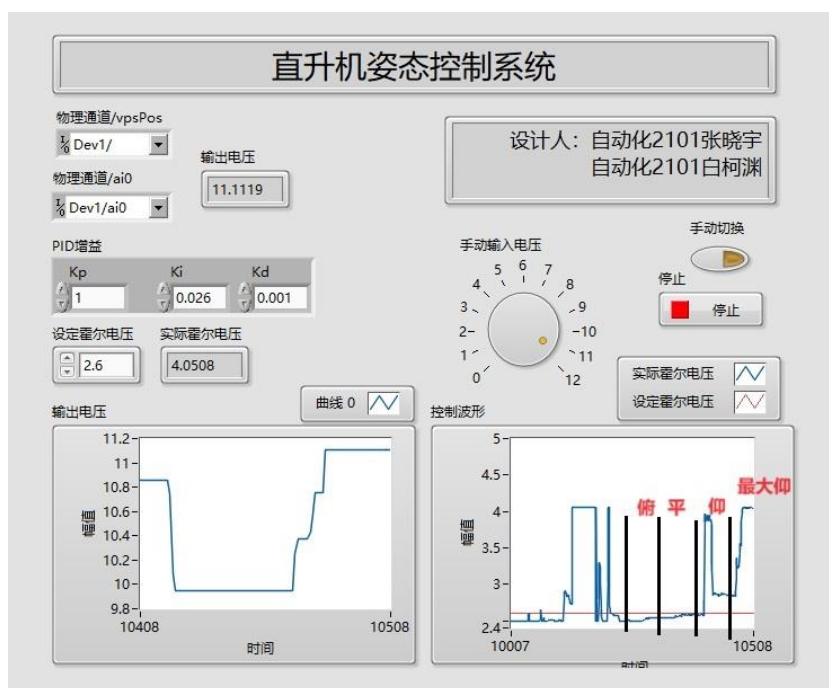 直升机姿态控制系统
物理通道/vpsPos
Dev1/
输出电压
11.1119
物理通道/ai0
Dev1/ai0
设计人：自动化2101张晓宇
自动化2101白柯渊
PID增益
Kp Ki Kd
1 0.026 0.001
设定霍尔电压 实际霍尔电压
2.6 4.0508
手动输入电压
0 1 2 3 4 5 6 7 8 9 10 11 12
手动切换
停止
停止
实际霍尔电压
设定霍尔电压
输出电压
曲线 0
11.2
11
10.8
10.6
10.4
10.2
10
9.8
幅值
10408 10508
时间
控制波形
5
4.5
4
3.5
3
2.4
幅值
俯 平 仰 最大仰
10007 10508
时间